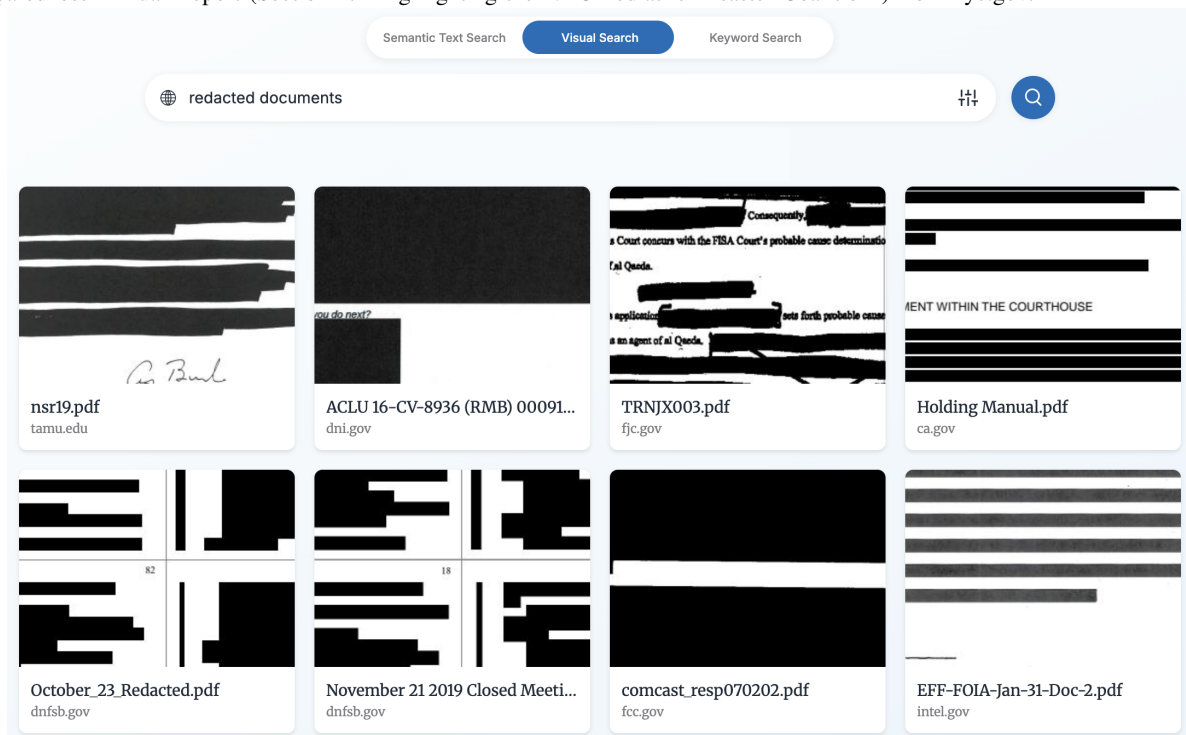 Semantic Text Search
Visual Search
Keyword Search
redacted documents
you do next?
Consequently,
s Court concurs with the FISA Court's probable cause determinatio
f al Qaeda.
s application
sets forth probable cause
s an agent of al Qaeda,
MENT WITHIN THE COURTHOUSE
nsr19.pdf
tamu.edu
ACLU 16-CV-8936 (RMB) 00091...
dni.gov
TRNJX003.pdf
fjc.gov
Holding Manual.pdf
ca.gov
82
18
October_23_Redacted.pdf
dnfsb.gov
November 21 2019 Closed Meeti...
dnfsb.gov
comcast_resp070202.pdf
fcc.gov
EFF-FOIA-Jan-31-Doc-2.pdf
intel.gov